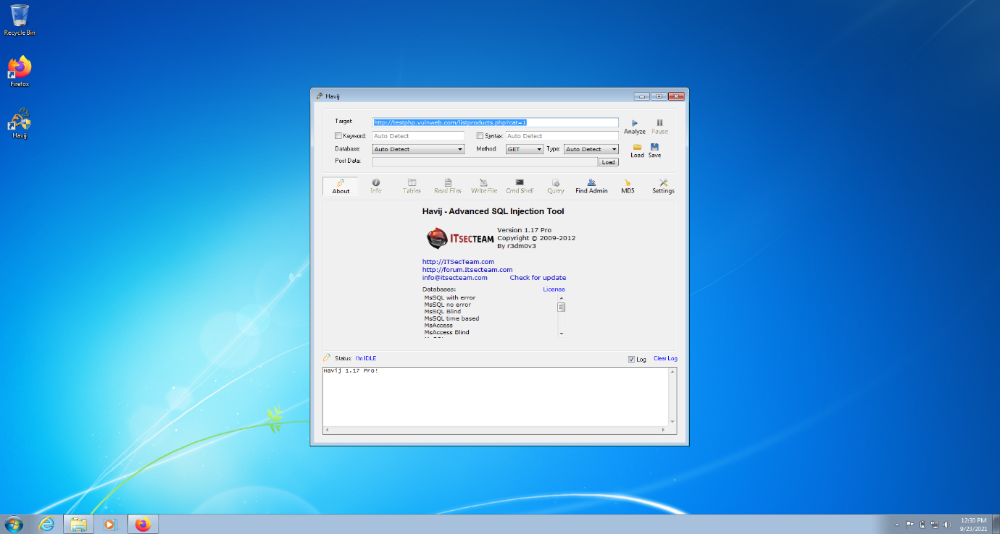 Recycle Bin
Firefox
Havij
Havij
Target: http://testphp.vulnweb.com/listproducts.php?cat=1
Analyze Pause
Keyword: Auto Detect Syntax: Auto Detect
Database: Auto Detect Method: GET Type: Auto Detect
Load Save
Post Data: Load
About Info Tables Read Files Write File Cmd Shell Query Find Admin MD5 Settings
Havij - Advanced SQL Injection Tool
ITSECTEAM
Version 1.17 Pro
Copyright © 2009-2012
By r3dm0v3
http://ITSecTeam.com
http://forum.Itsecteam.com
info@itsecteam.com Check for update
Databases: License
MsSQL with error
MsSQL no error
MsSQL Blind
MsSQL time based
MsAccess
MsAccess Blind
Status: I'm IDLE Log Clear Log
Havij 1.17 Pro!
12:30 PM
9/23/2021